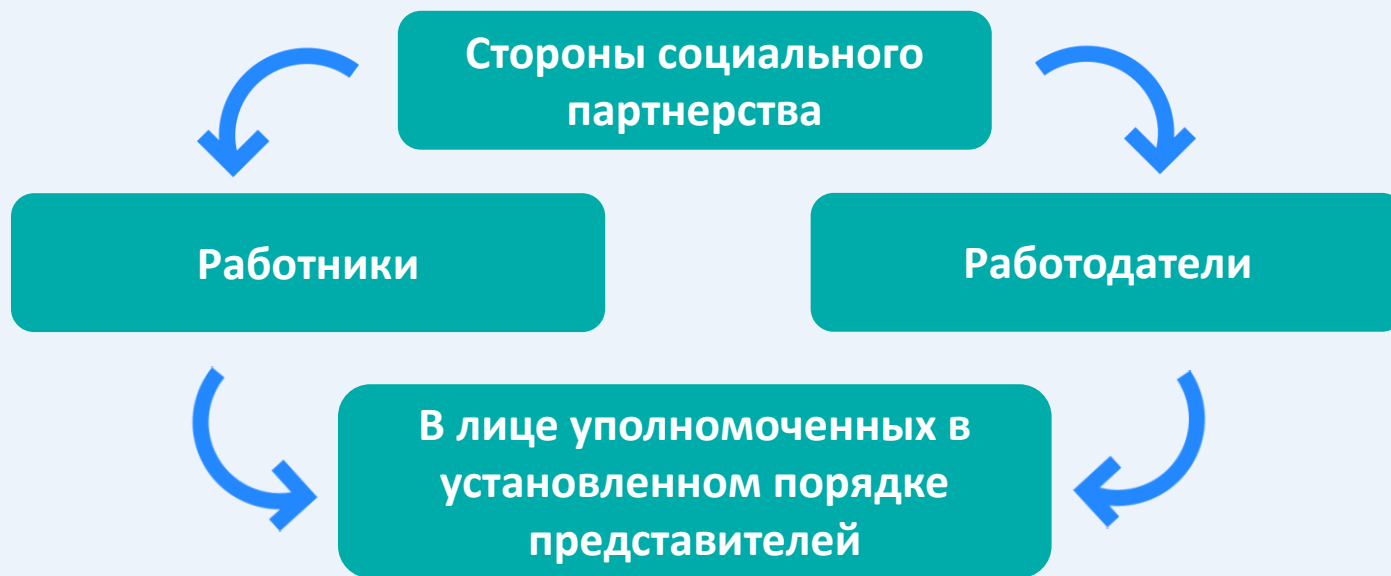 Стороны социального
партнерства
Работники
Работодатели
В лице уполномоченных в
установленном порядке
представителей